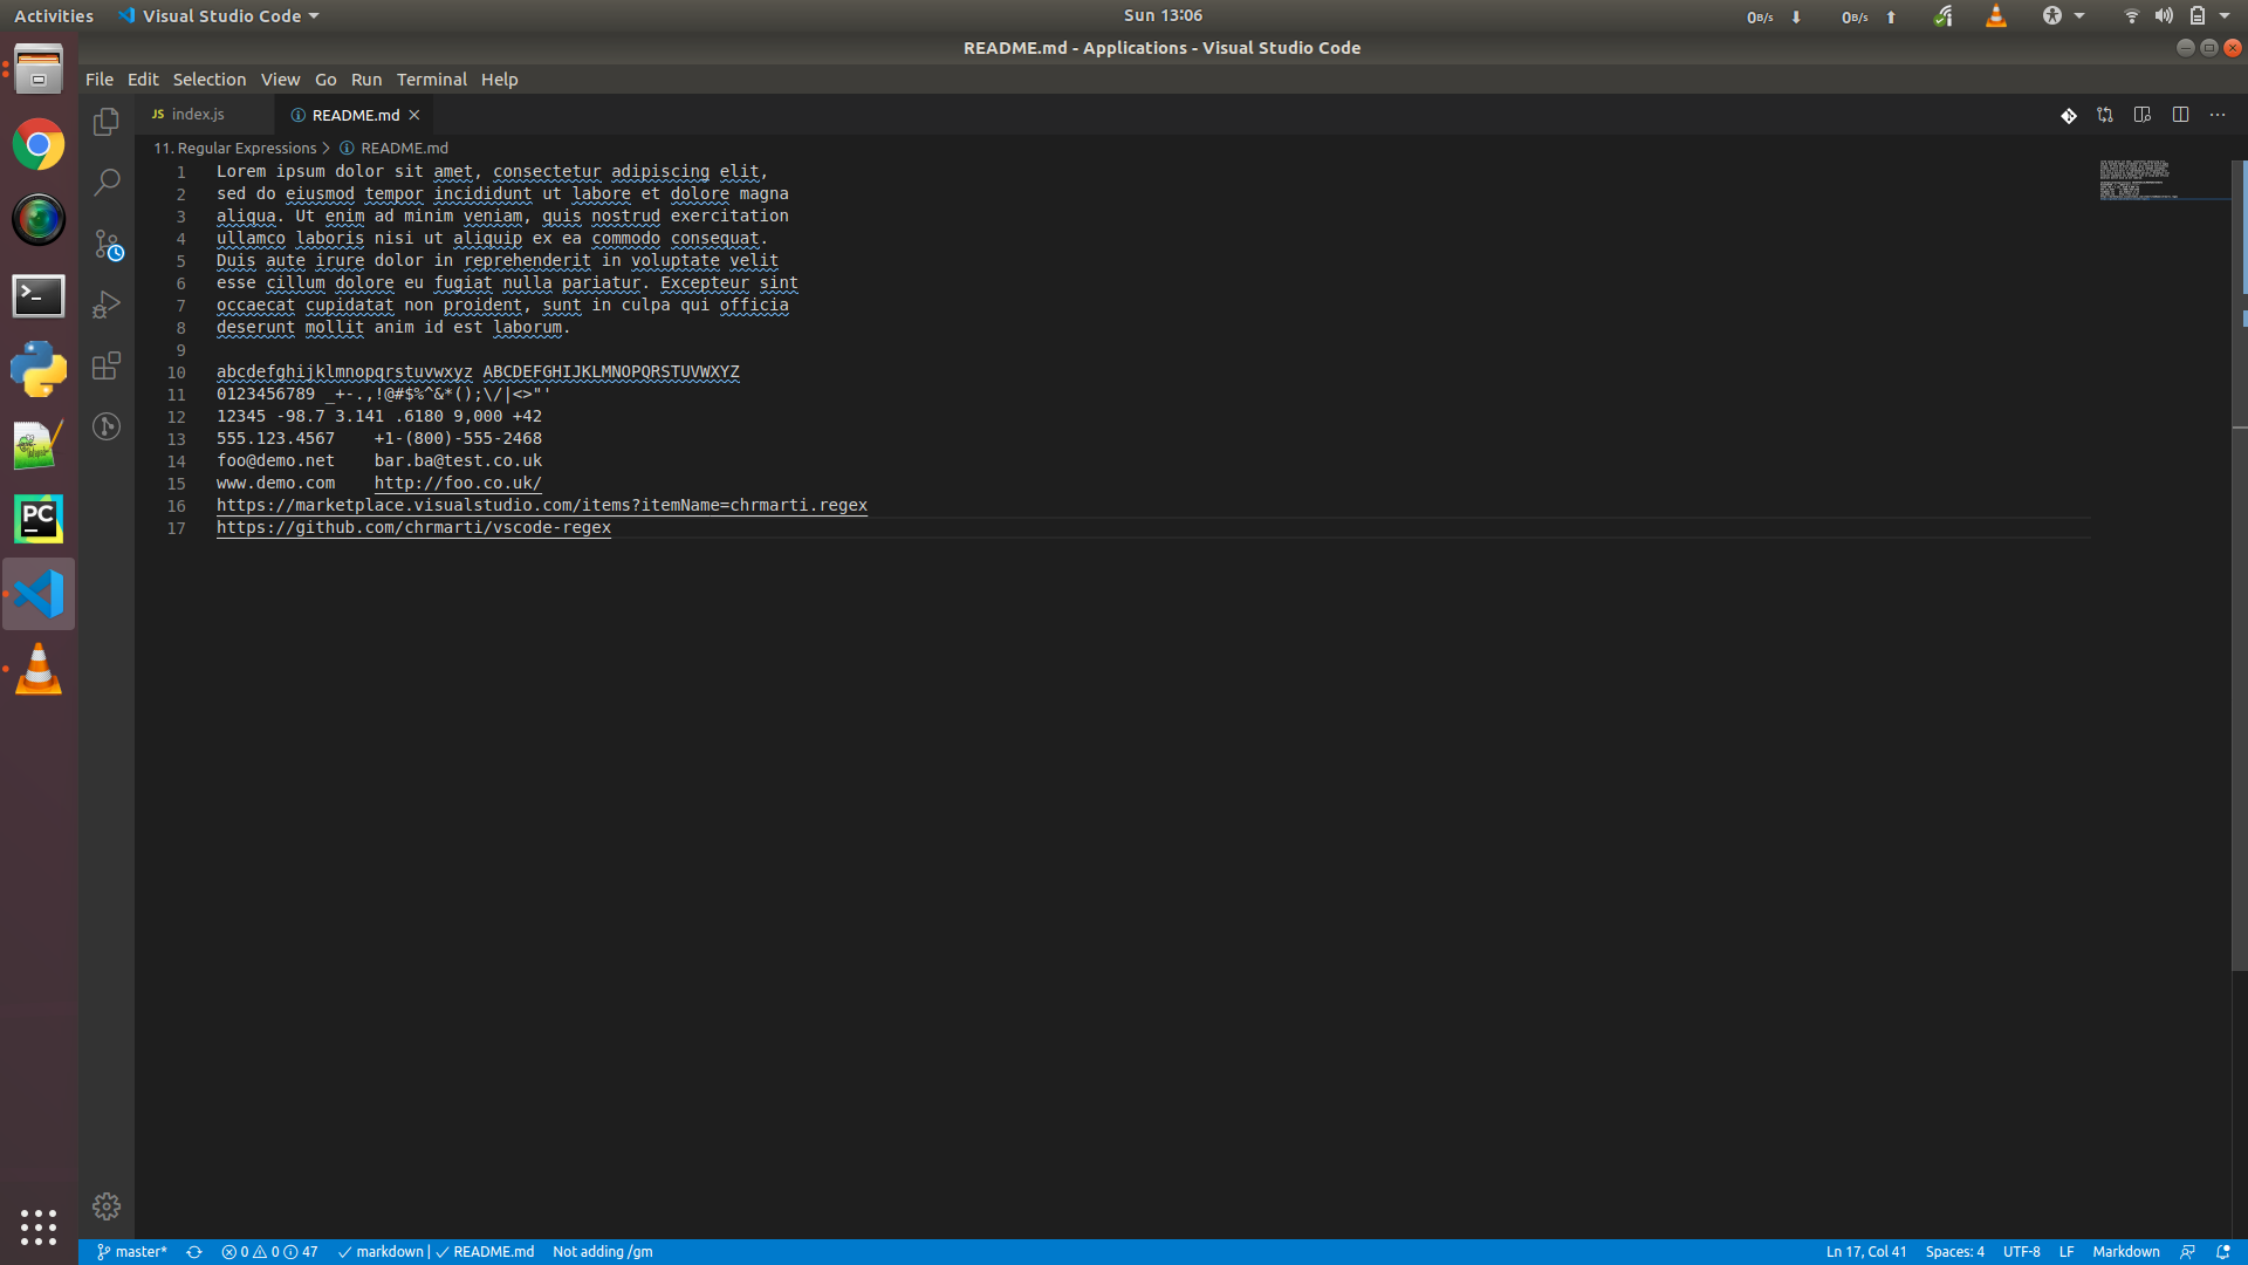 Activities Visual Studio Code Sun 13:06 0B/s 0B/s
README.md - Applications - Visual Studio Code
File Edit Selection View Go Run Terminal Help
JS index.js README.md
11. Regular Expressions > README.md
1 Lorem ipsum dolor sit amet, consectetur adipiscing elit,
2 sed do eiusmod tempor incididunt ut labore et dolore magna
3 aliqua. Ut enim ad minim veniam, quis nostrud exercitation
4 ullamco laboris nisi ut aliquip ex ea commodo consequat.
5 Duis aute irure dolor in reprehenderit in voluptate velit
6 esse cillum dolore eu fugiat nulla pariatur. Excepteur sint
7 occaecat cupidatat non proident, sunt in culpa qui officia
8 deserunt mollit anim id est laborum.
9
10 abcdefghijklmnopqrstuvwxyz ABCDEFGHIJKLMNOPQRSTUVWXYZ
11 0123456789 _+-.,!@#$%^&*();\/|<>"'
12 12345 -98.7 3.141 .6180 9,000 +42
13 555.123.4567 +1-(800)-555-2468
14 foo@demo.net bar.ba@test.co.uk
15 www.demo.com http://foo.co.uk/
16 https://marketplace.visualstudio.com/items?itemName=chrmarti.regex
17 https://github.com/chrmarti/vscode-regex
PC
master* 0 0 47 markdown | README.md Not adding /gm Ln 17, Col 41 Spaces: 4 UTF-8 LF Markdown